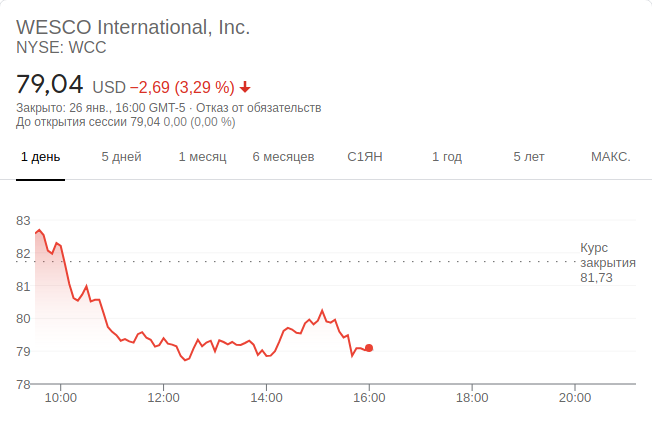 WESCO International, Inc.
NYSE: WCC
79,04 USD −2,69 (3,29 %)
Закрыто: 26 янв., 16:00 GMT-5 · Отказ от обязательств
До открытия сессии 79,04 0,00 (0,00 %)
1 день 5 дней 1 месяц 6 месяцев С1ЯН 1 год 5 лет МАКС.
83
82
81
80
79
78
Курс
закрытия
81,73
10:00 12:00 14:00 16:00 18:00 20:00